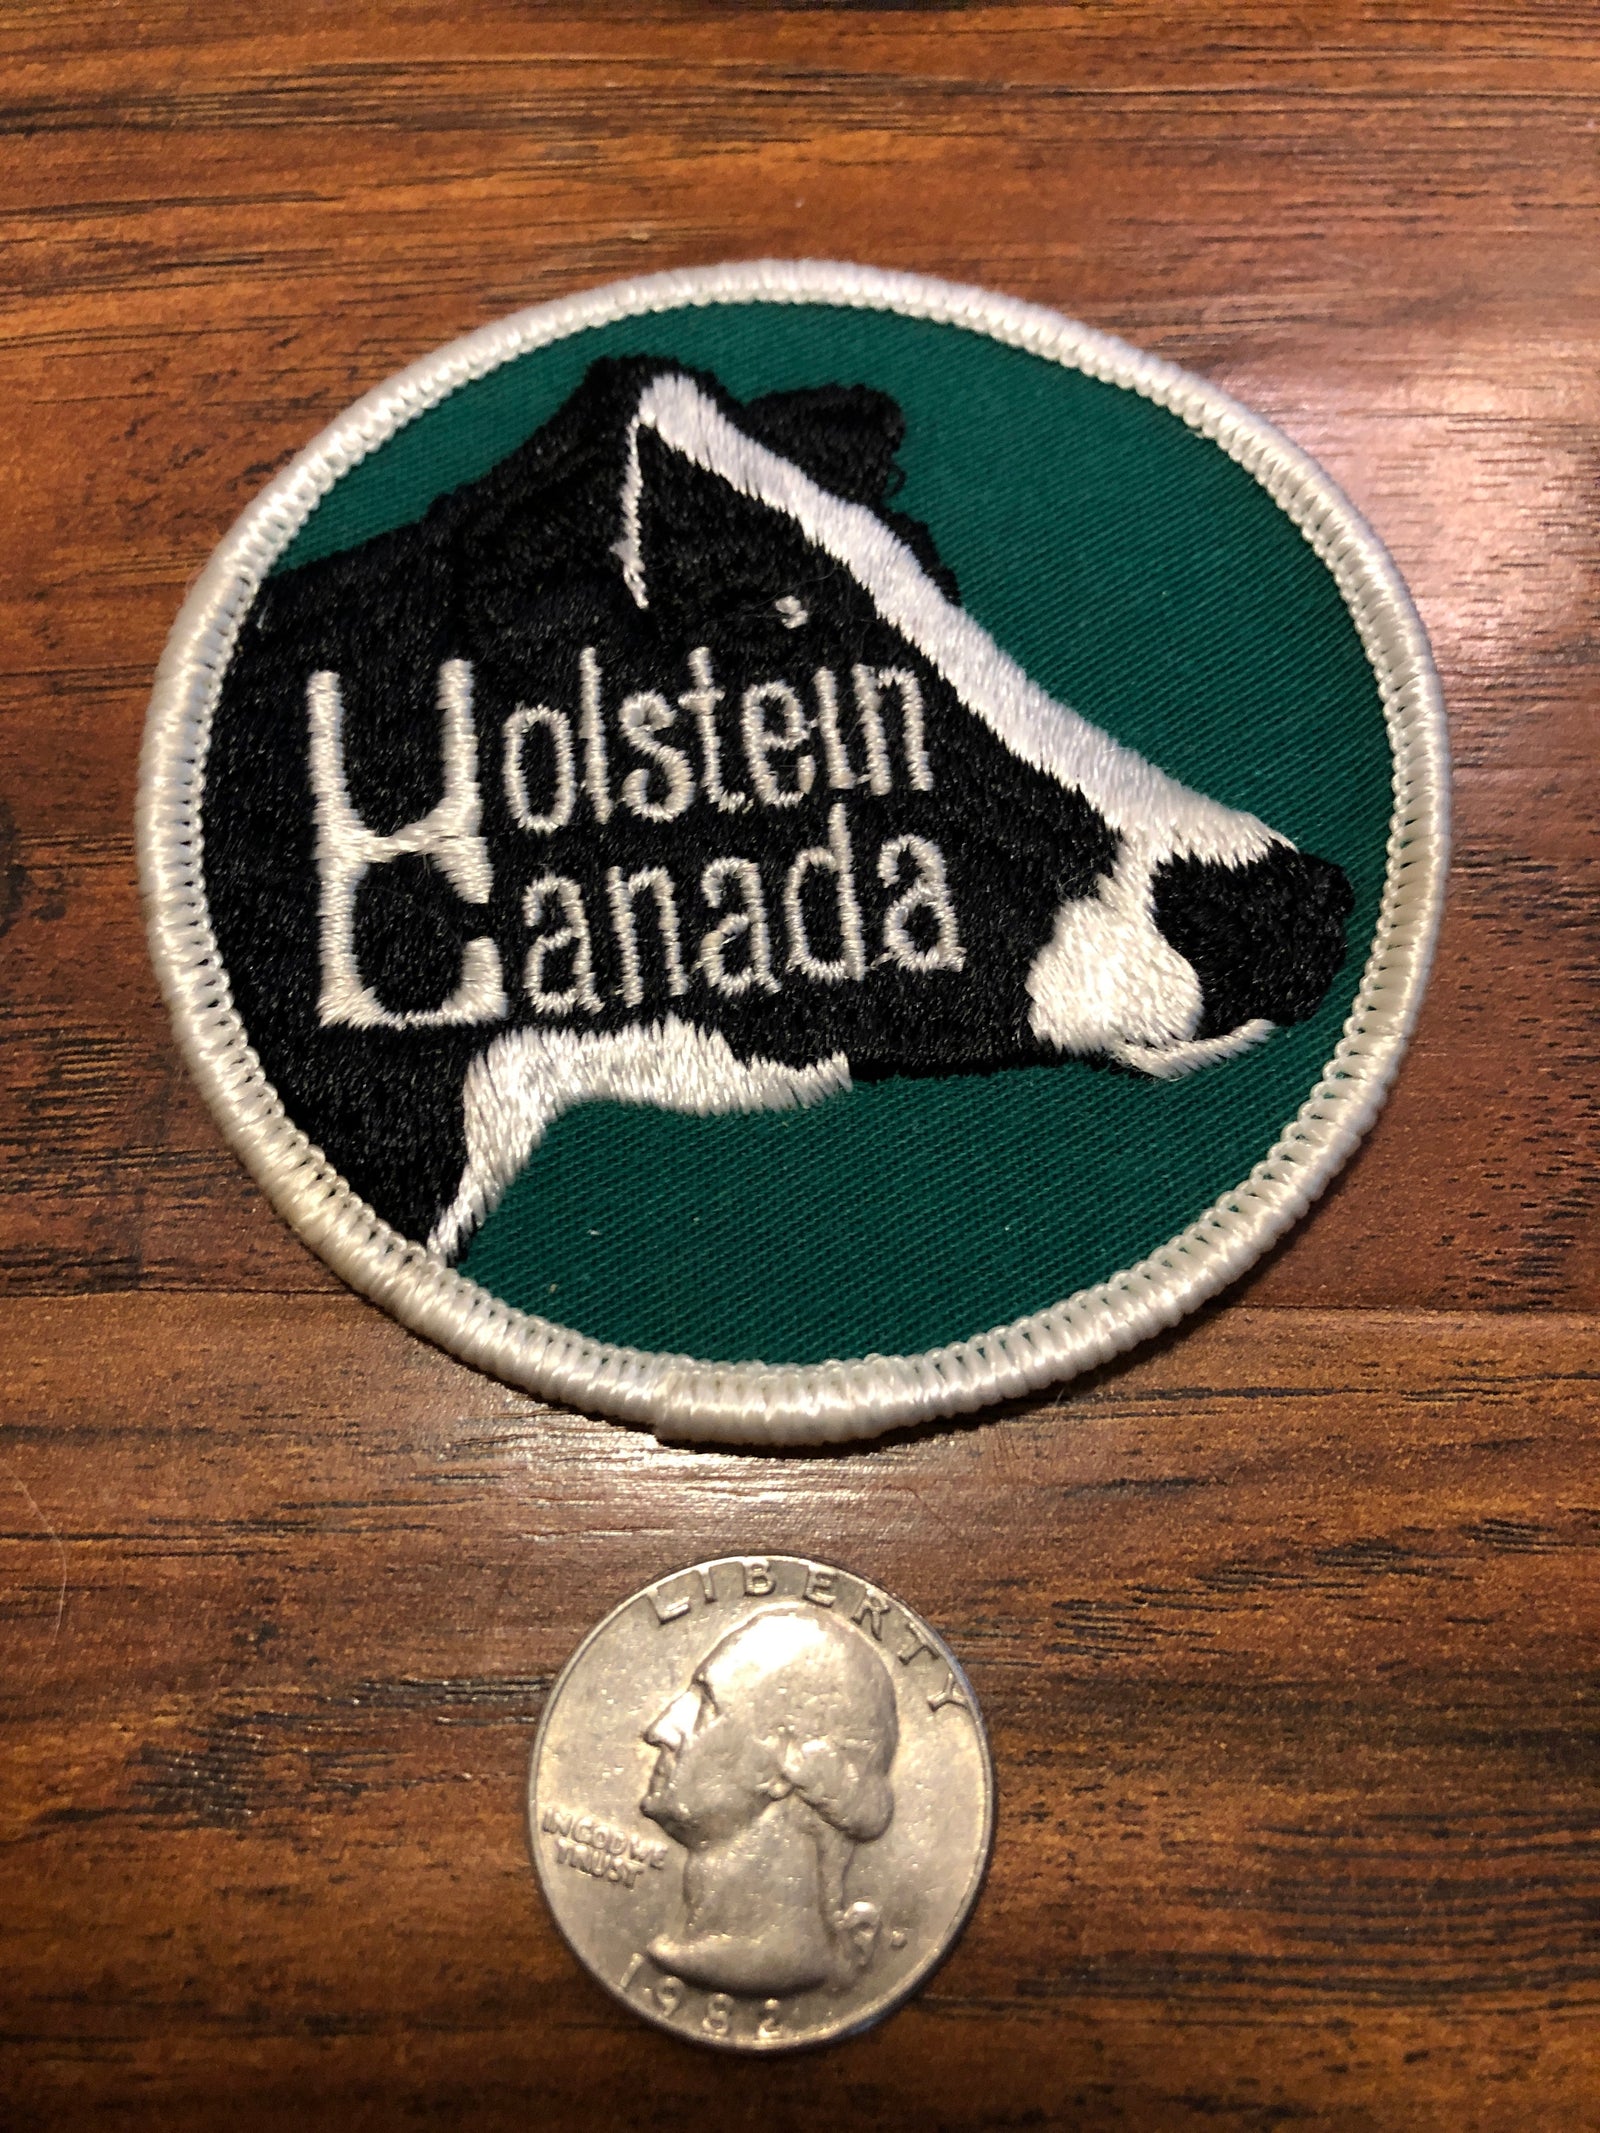 Holstein
Canada
LIBERTY
IN GOD WE
TRUST
1982